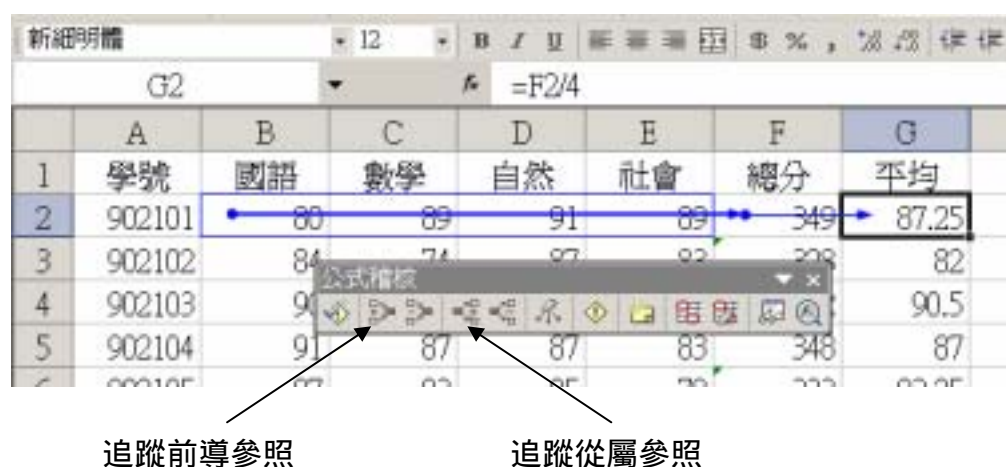 新細明體 12 B I U $ % ,
G2 fx =F2/4
A B C D E F G
1 學號 國語 數學 自然 社會 總分 平均
2 902101 80 89 91 89 349 87.25
3 902102 84 74 87 83 328 82
公式稽核
4 902103 90.5
5 902104 91 87 87 83 348 87
追蹤前導參照 追蹤從屬參照